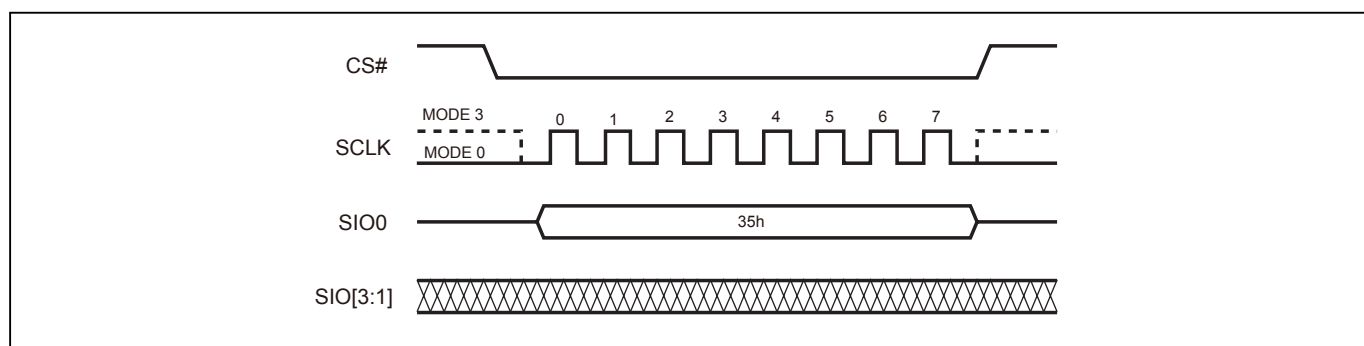 CS#
MODE 3
0 1 2 3 4 5 6 7
SCLK
MODE 0
SIO0
35h
SIO[3:1]